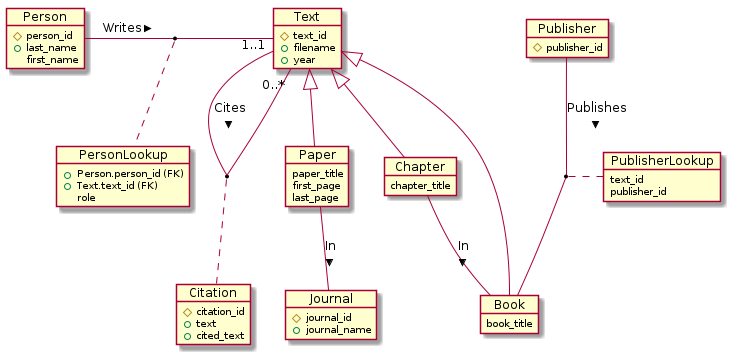 Person
person_id
last_name
first_name
Writes ▶
Text
text_id
filename
year
1..1
0..*
Publisher
publisher_id
Cites
▼
Publishes
▼
PersonLookup
Person.person_id (FK)
Text.text_id (FK)
role
Paper
paper_title
first_page
last_page
Chapter
chapter_title
PublisherLookup
text_id
publisher_id
In
▼
In
▼
Citation
citation_id
text
cited_text
Journal
journal_id
journal_name
Book
book_title